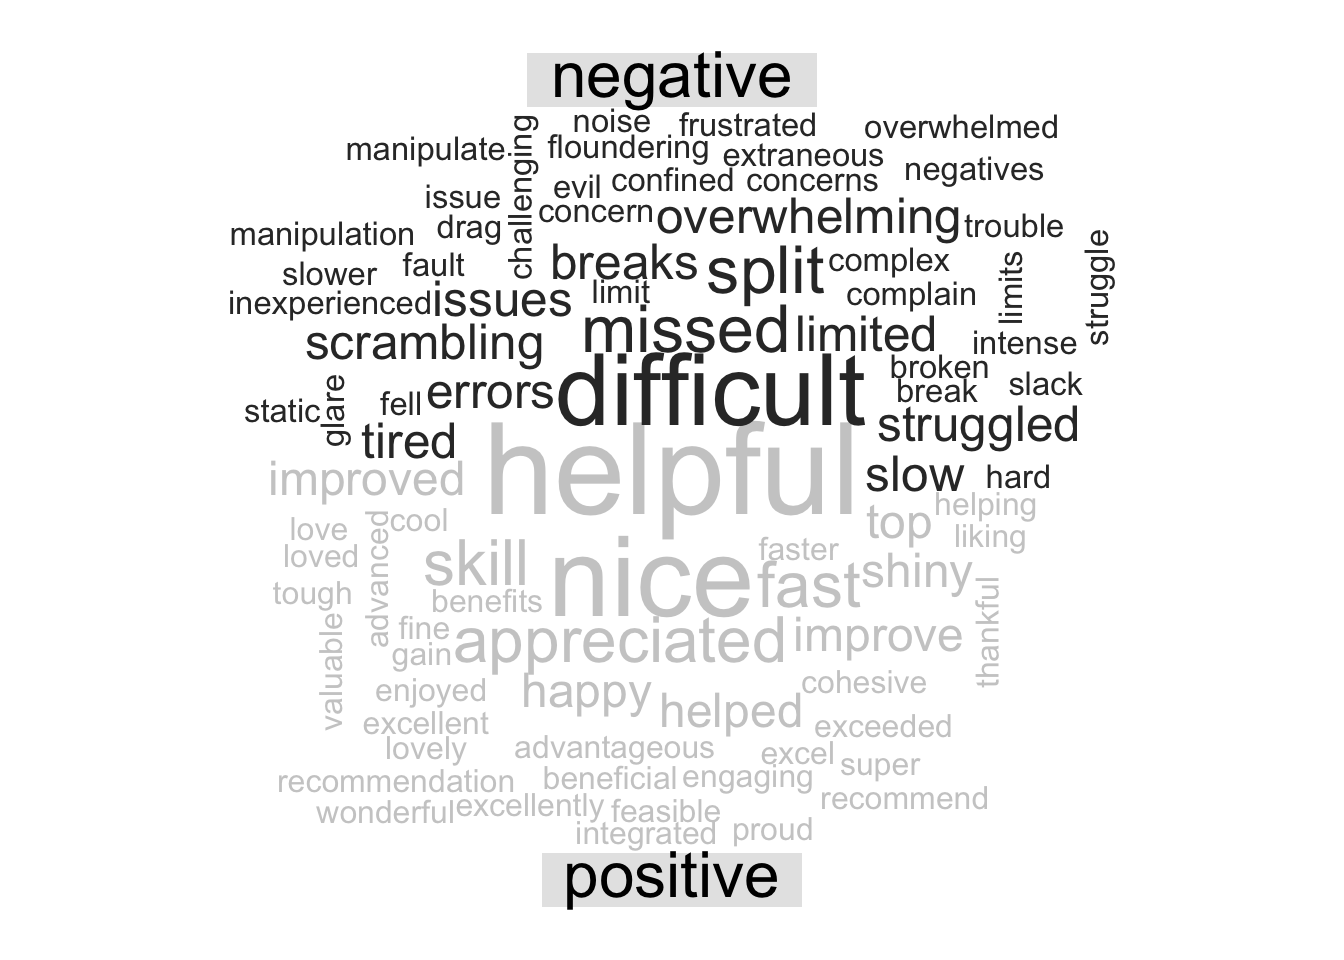 negative
noise frustrated overwhelmed
manipulate challenging floundering extraneous negatives
issue evil confined concerns
manipulation drag concern overwhelming trouble
slower fault breaks split complex limits struggle
inexperienced issues limit complain
scrambling missed limited intense
static glare fell errors difficult broken
break slack
tired struggled
improved helpful slow hard
love cool top helping
loved advanced skill nice faster liking
tough benefits fast shiny thankful
valuable fine appreciated improve
gain
enjoyed happy helped cohesive
excellent exceeded
lovely advantageous excel super
recommendation beneficial engaging
wonderful excellently feasible recommend
integrated proud
positive